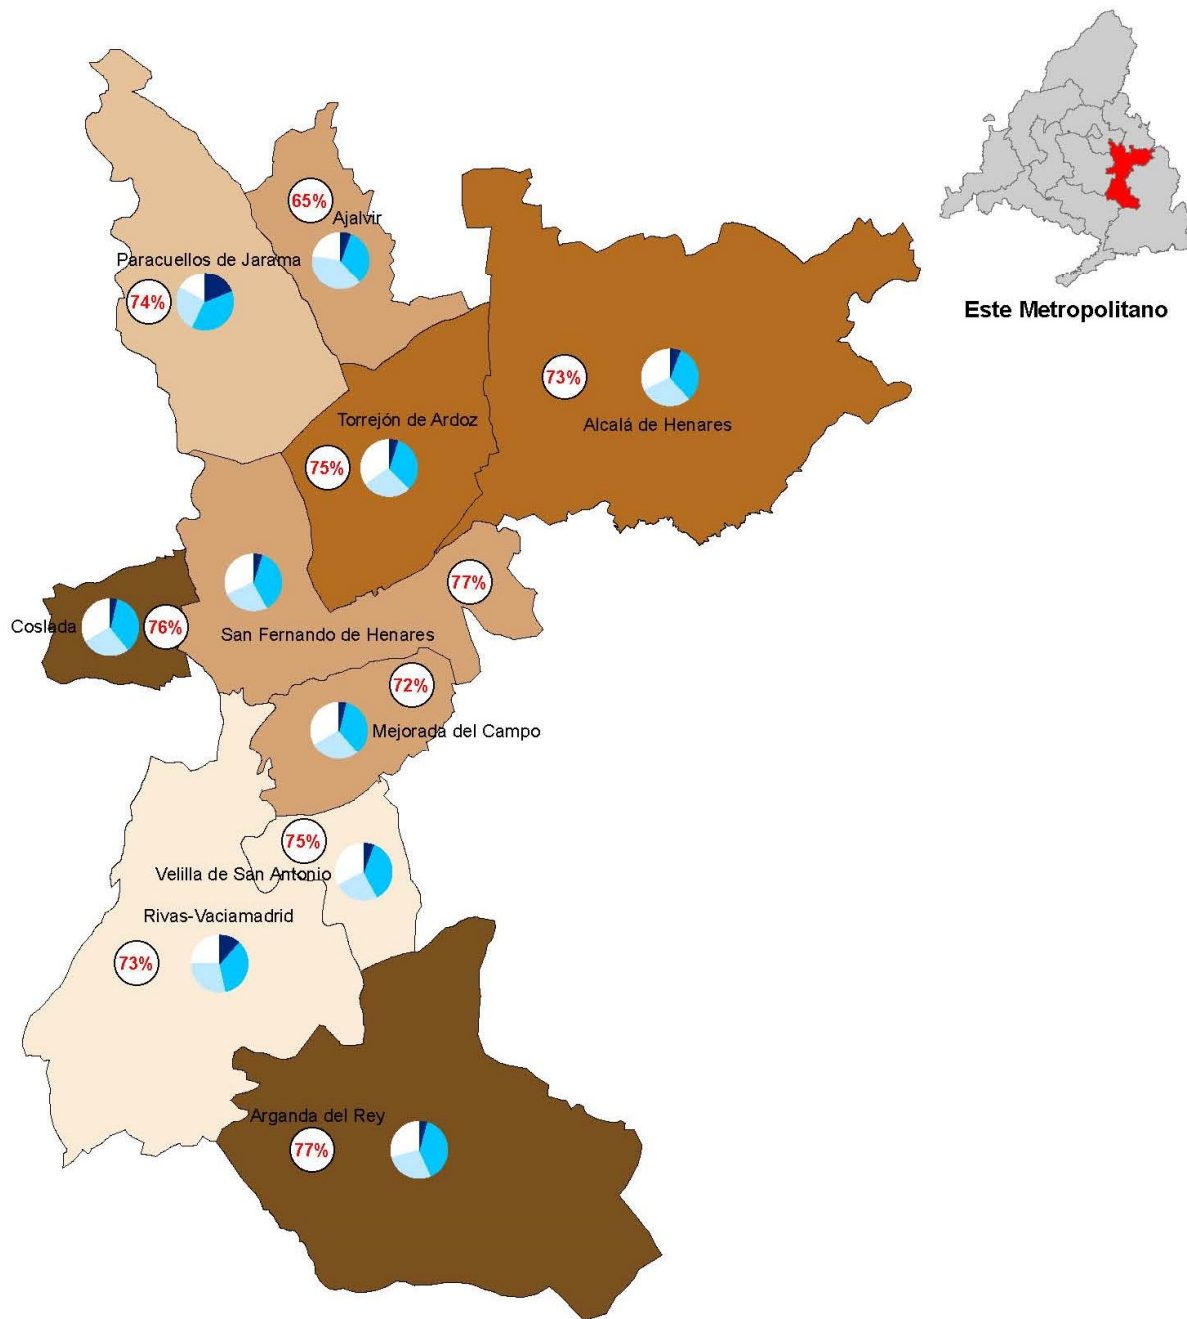 65%
Ajalvir
Paracuellos de Jarama
74%
Este Metropolitano
73%
Alcalá de Henares
Torrejón de Ardoz
75%
77%
Coslada
76%
San Fernando de Henares
72%
Mejorada del Campo
75%
Velilla de San Antonio
Rivas-Vaciamadrid
73%
Arganda del Rey
77%